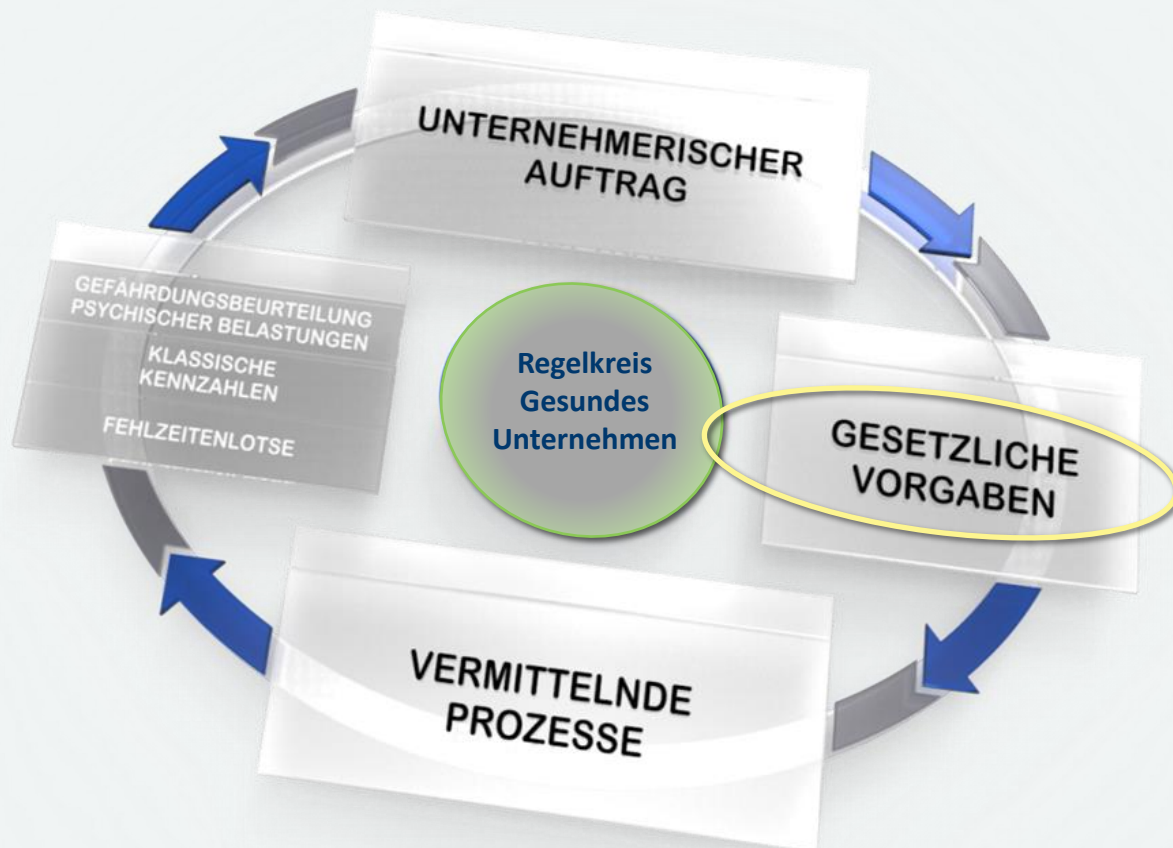 UNTERNEHMERISCHER
AUFTRAG
GEFÄHRDUNGSBEURTEILUNG
PSYCHISCHER BELASTUNGEN
KLASSISCHE
KENNZAHLEN
FEHLZEITENLOTSE
Regelkreis
Gesundes
Unternehmen
GESETZLICHE
VORGABEN
VERMITTELNDE
PROZESSE